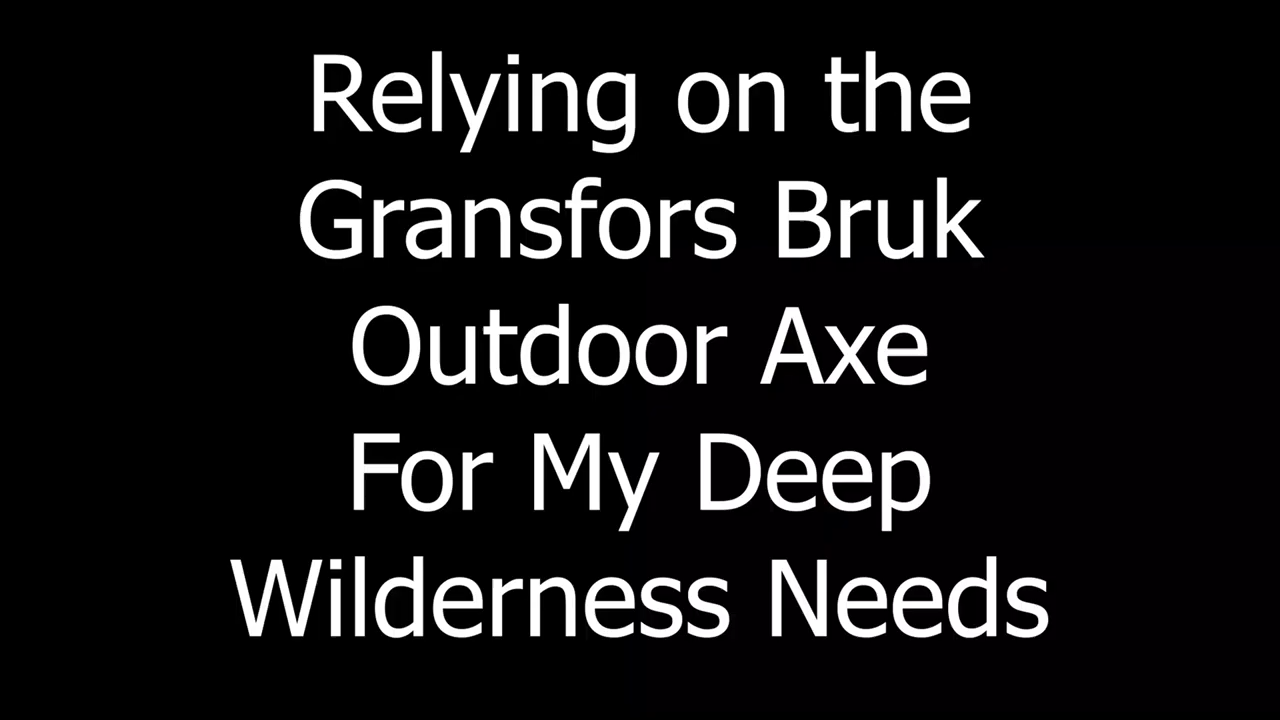 Relying on the
Gransfors Bruk
Outdoor Axe
For My Deep
Wilderness Needs